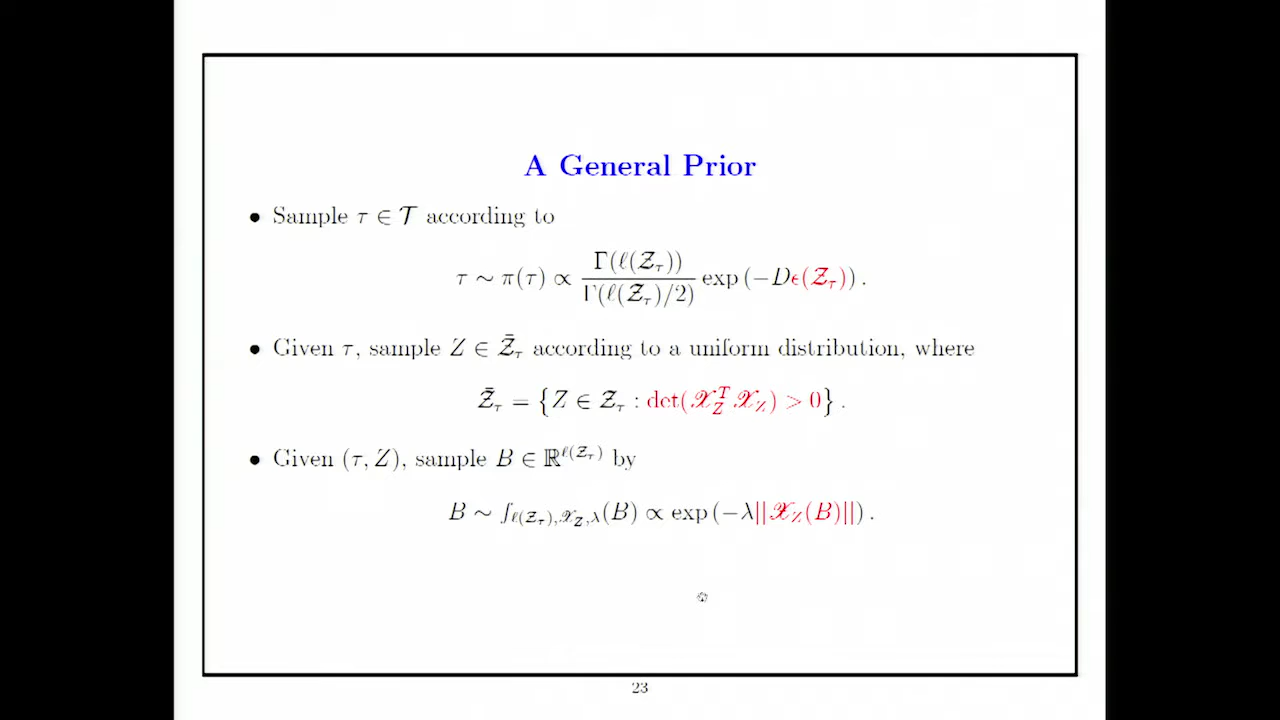 A General Prior
• Sample τ ∈ 𝒯 according to
τ ∼ π(τ) ∝ Γ(ℓ(𝒵_τ)) / Γ(ℓ(𝒵_τ)/2) exp (−Dϵ(𝒵_τ)) .
• Given τ, sample Z ∈ 𝒵̄_τ according to a uniform distribution, where
𝒵̄_τ = {Z ∈ 𝒵_τ : det(𝒳_Z^T 𝒳_Z) > 0} .
• Given (τ, Z), sample B ∈ ℝ^{ℓ(𝒵_τ)} by
B ∼ f_{ℓ(𝒵_τ),𝒳_Z,λ}(B) ∝ exp (−λ||𝒳_Z(B)||) .
23